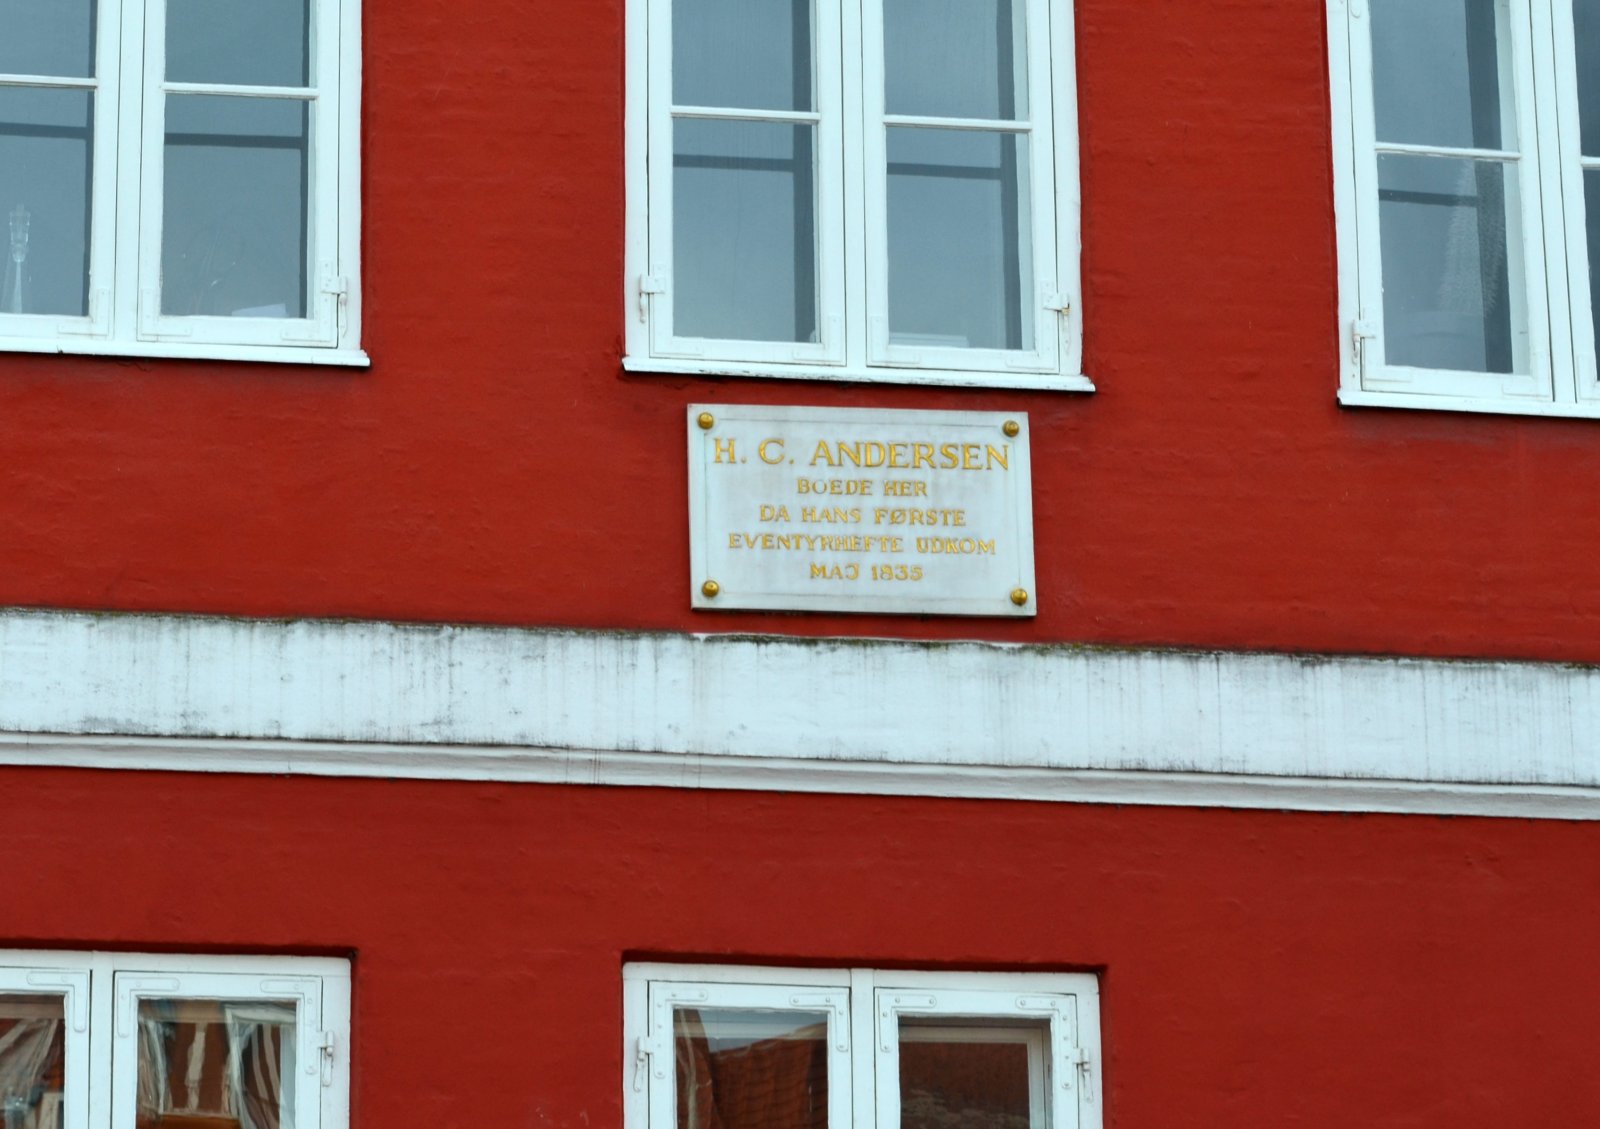 H. C. ANDERSEN
BOEDE HER
DA HANS FØRSTE
EVENTYRHEFTE UDKOM
MAJ 1835